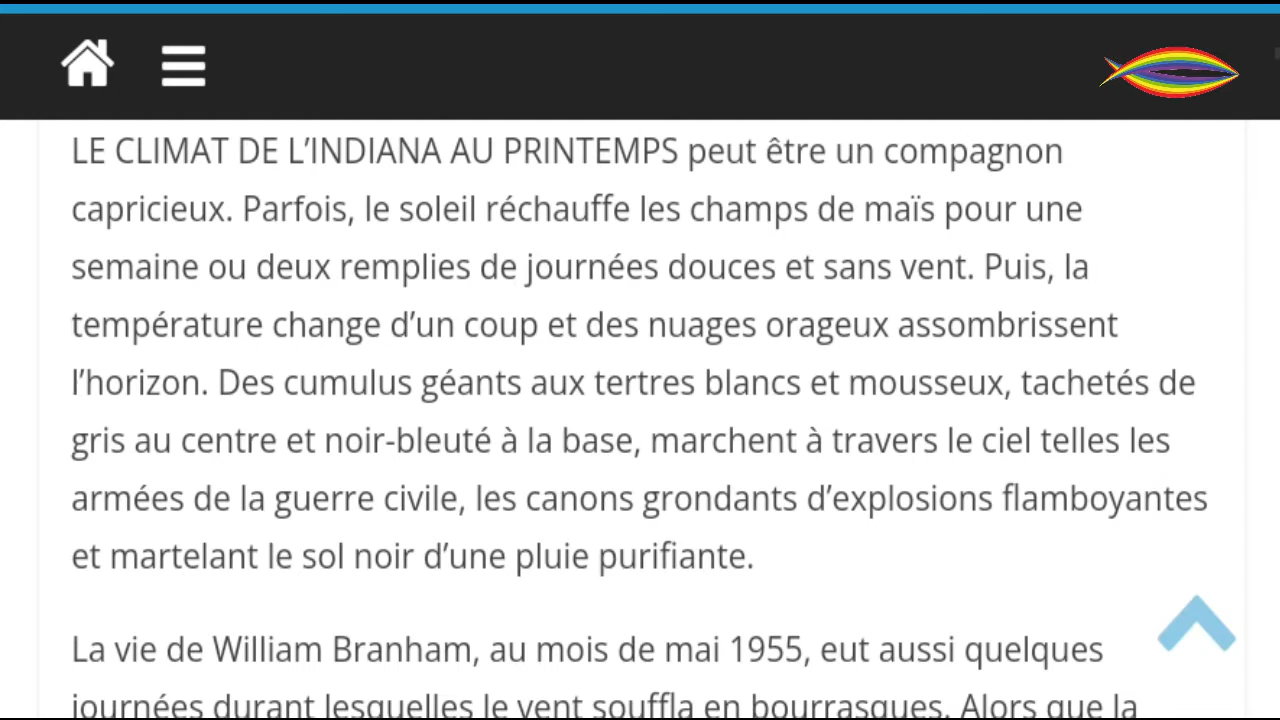 LE CLIMAT DE L’INDIANA AU PRINTEMPS peut être un compagnon
capricieux. Parfois, le soleil réchauffe les champs de maïs pour une
semaine ou deux remplies de journées douces et sans vent. Puis, la
température change d’un coup et des nuages orageux assombrissent
l’horizon. Des cumulus géants aux tertres blancs et mousseux, tachetés de
gris au centre et noir-bleuté à la base, marchent à travers le ciel telles les
armées de la guerre civile, les canons grondants d’explosions flamboyantes
et martelant le sol noir d’une pluie purifiante.
La vie de William Branham, au mois de mai 1955, eut aussi quelques
journées durant lesquelles le vent souffla en bourrasques. Alors que la